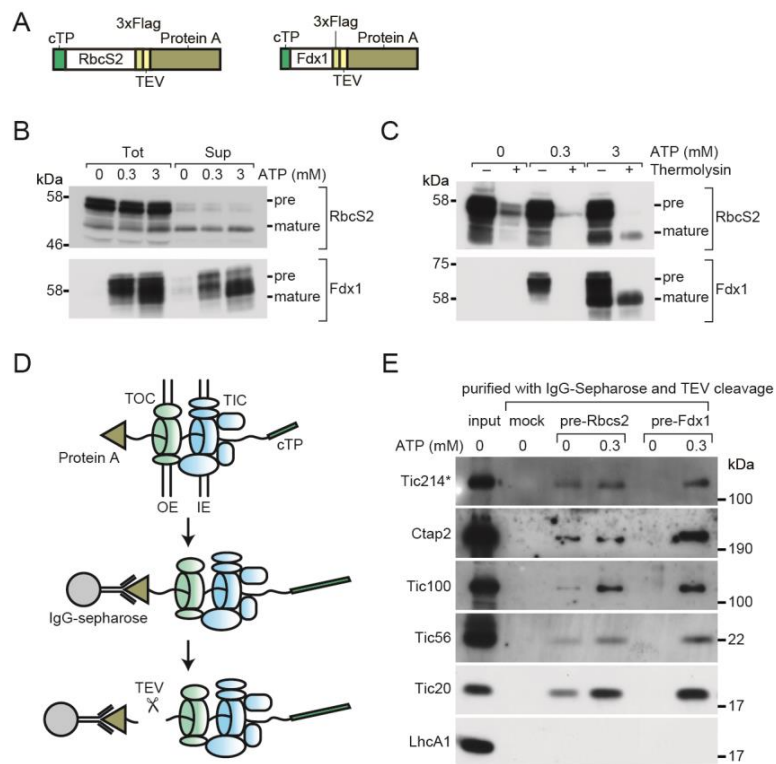 A
3xFlag
cTP Protein A
RbcS2
TEV
3xFlag
cTP Protein A
Fdx1
TEV
B
Tot Sup
0 0.3 3 0 0.3 3 ATP (mM)
kDa
58
pre
RbcS2
mature
46
pre
58
mature
Fdx1
C
0 0.3 3 ATP (mM)
– + – + – + Thermolysin
kDa
58
pre
RbcS2
mature
75
pre
Fdx1
58
mature
D
TOC TIC
Protein A
cTP
OE IE
IgG-sepharose
TEV
E
purified with IgG-Sepharose and TEV cleavage
input mock pre-Rbcs2 pre-Fdx1
ATP (mM) 0 0 0 0.3 0 0.3 kDa
Tic214*
100
Ctap2
190
Tic100
100
Tic56
22
Tic20
17
LhcA1
17